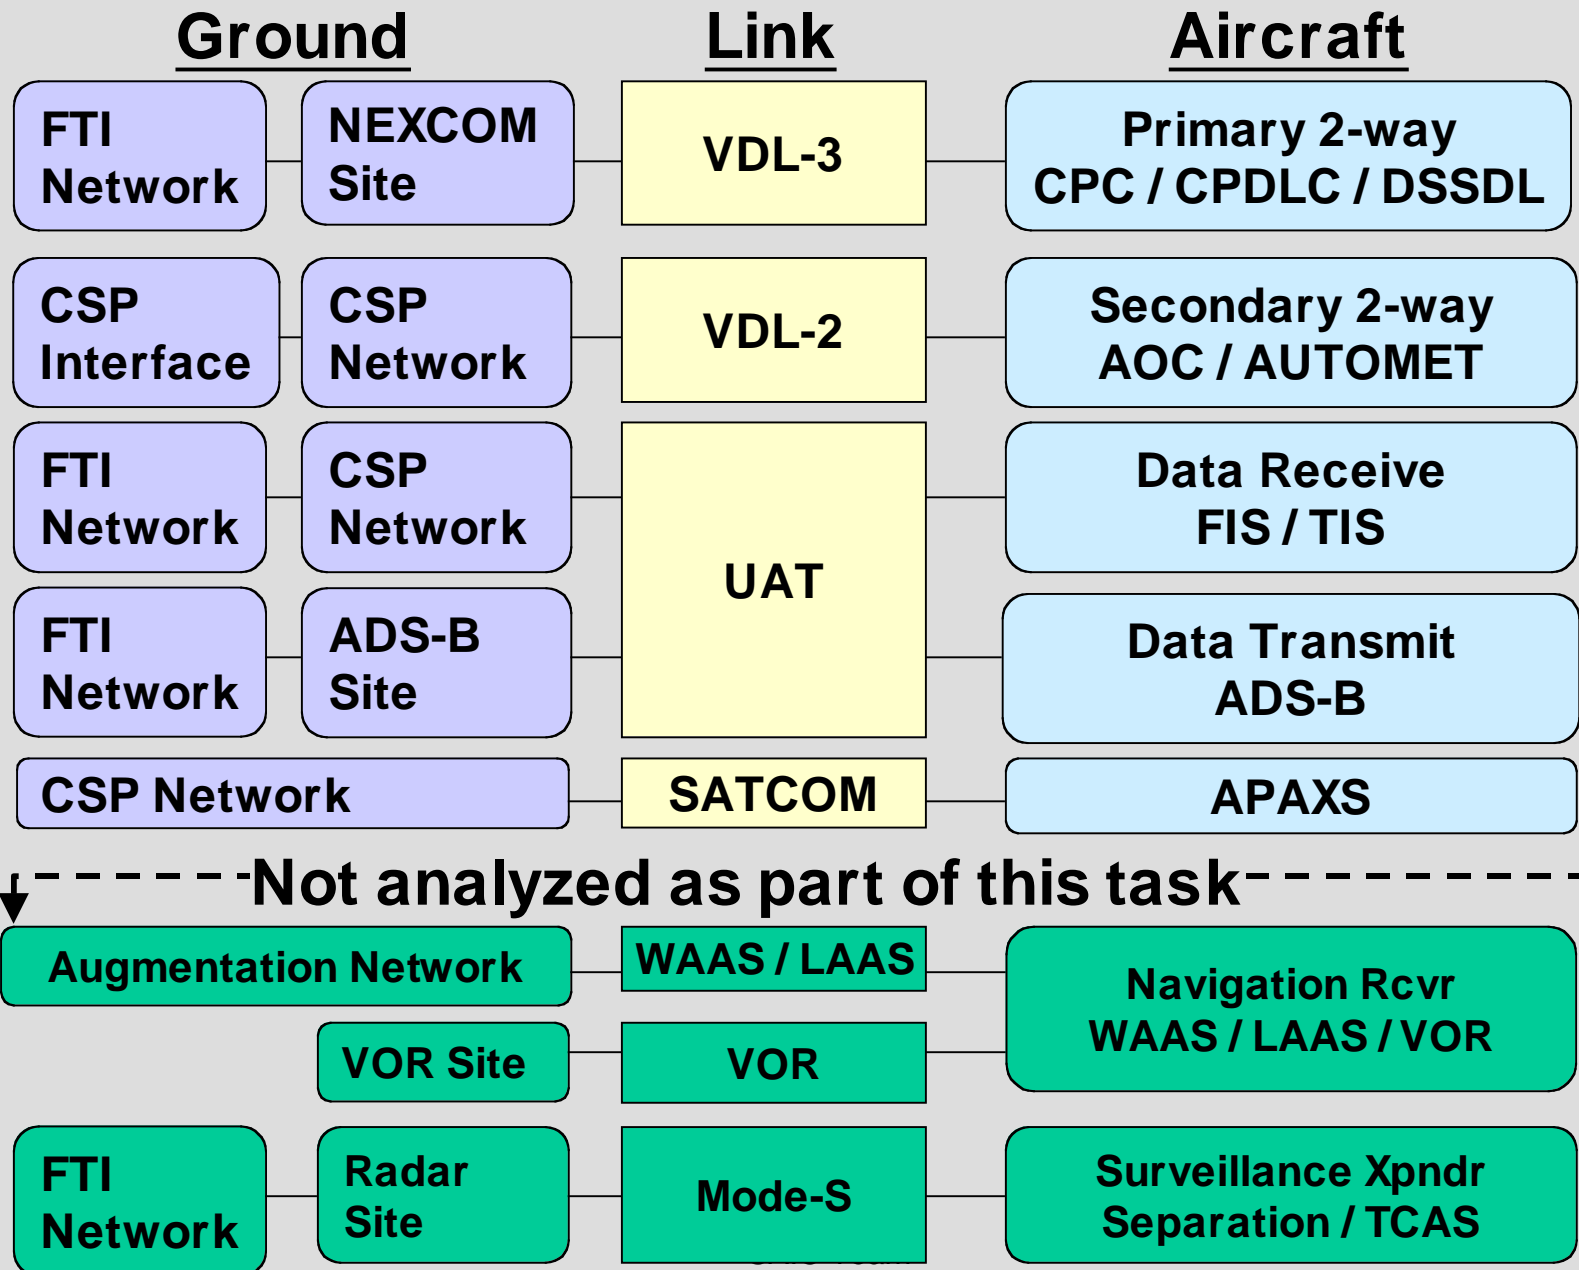 Ground Link Aircraft
FTI
Network
NEXCOM
Site
VDL-3
Primary 2-way
CPC / CPDLC / DSSDL
CSP
Interface
CSP
Network
VDL-2
Secondary 2-way
AOC / AUTOMET
FTI
Network
CSP
Network
UAT
Data Receive
FIS / TIS
FTI
Network
ADS-B
Site
Data Transmit
ADS-B
CSP Network
SATCOM
APAXS
Not analyzed as part of this task
Augmentation Network
WAAS / LAAS
Navigation Rcvr
WAAS / LAAS / VOR
VOR Site
VOR
FTI
Network
Radar
Site
Mode-S
Surveillance Xpndr
Separation / TCAS